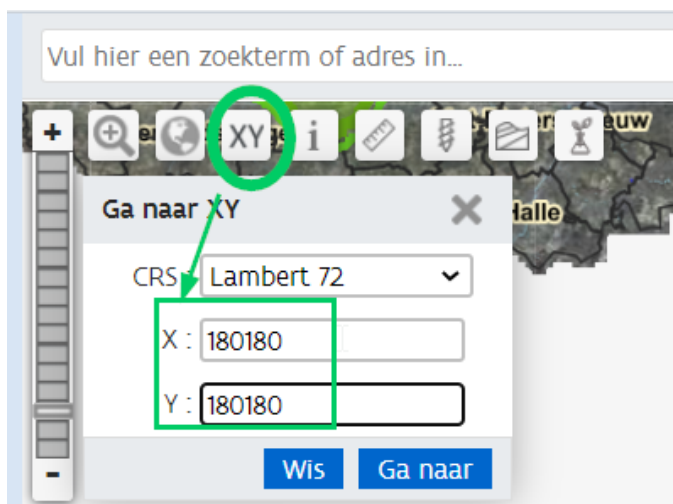 Vul hier een zoekterm of adres in...
+
XY
i
euw
Halle
Ga naar XY
CRS : Lambert 72
X : 180180
Y : 180180
Wis Ga naar
-